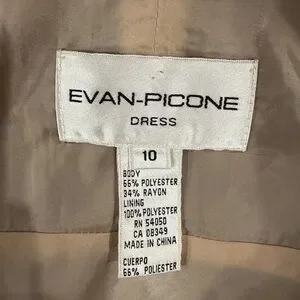 EVAN-PICONE
DRESS
10
BODY
66% POLYESTER
34% RAYON
LINING
100% POLYESTER
RN 54050
CA 08349
MADE IN CHINA
CUERPO
66% POLIESTER